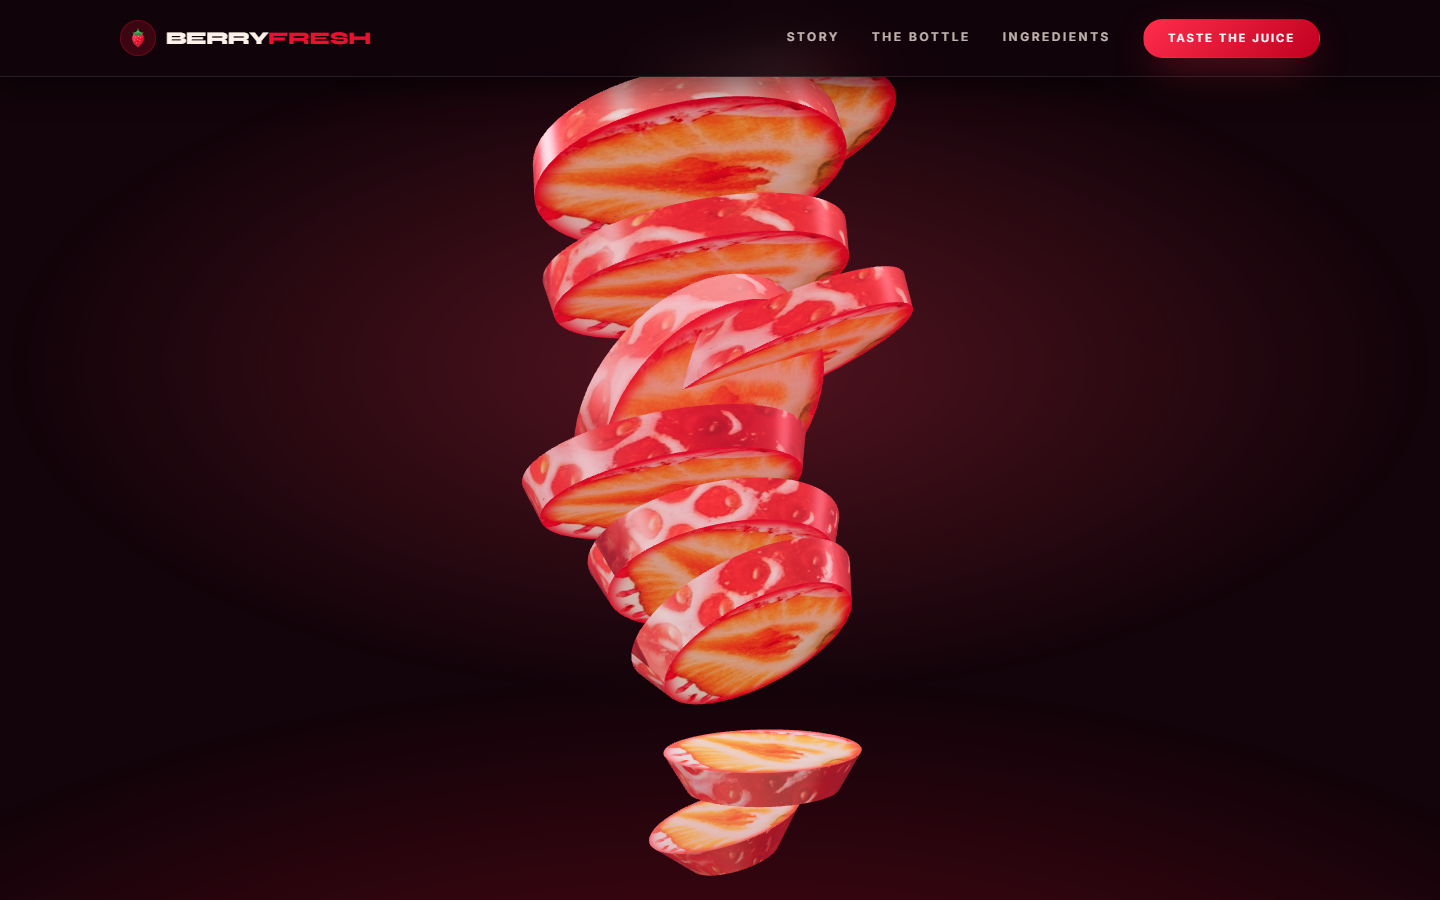 BERRYFRESH
STORY
THE BOTTLE
INGREDIENTS
TASTE THE JUICE